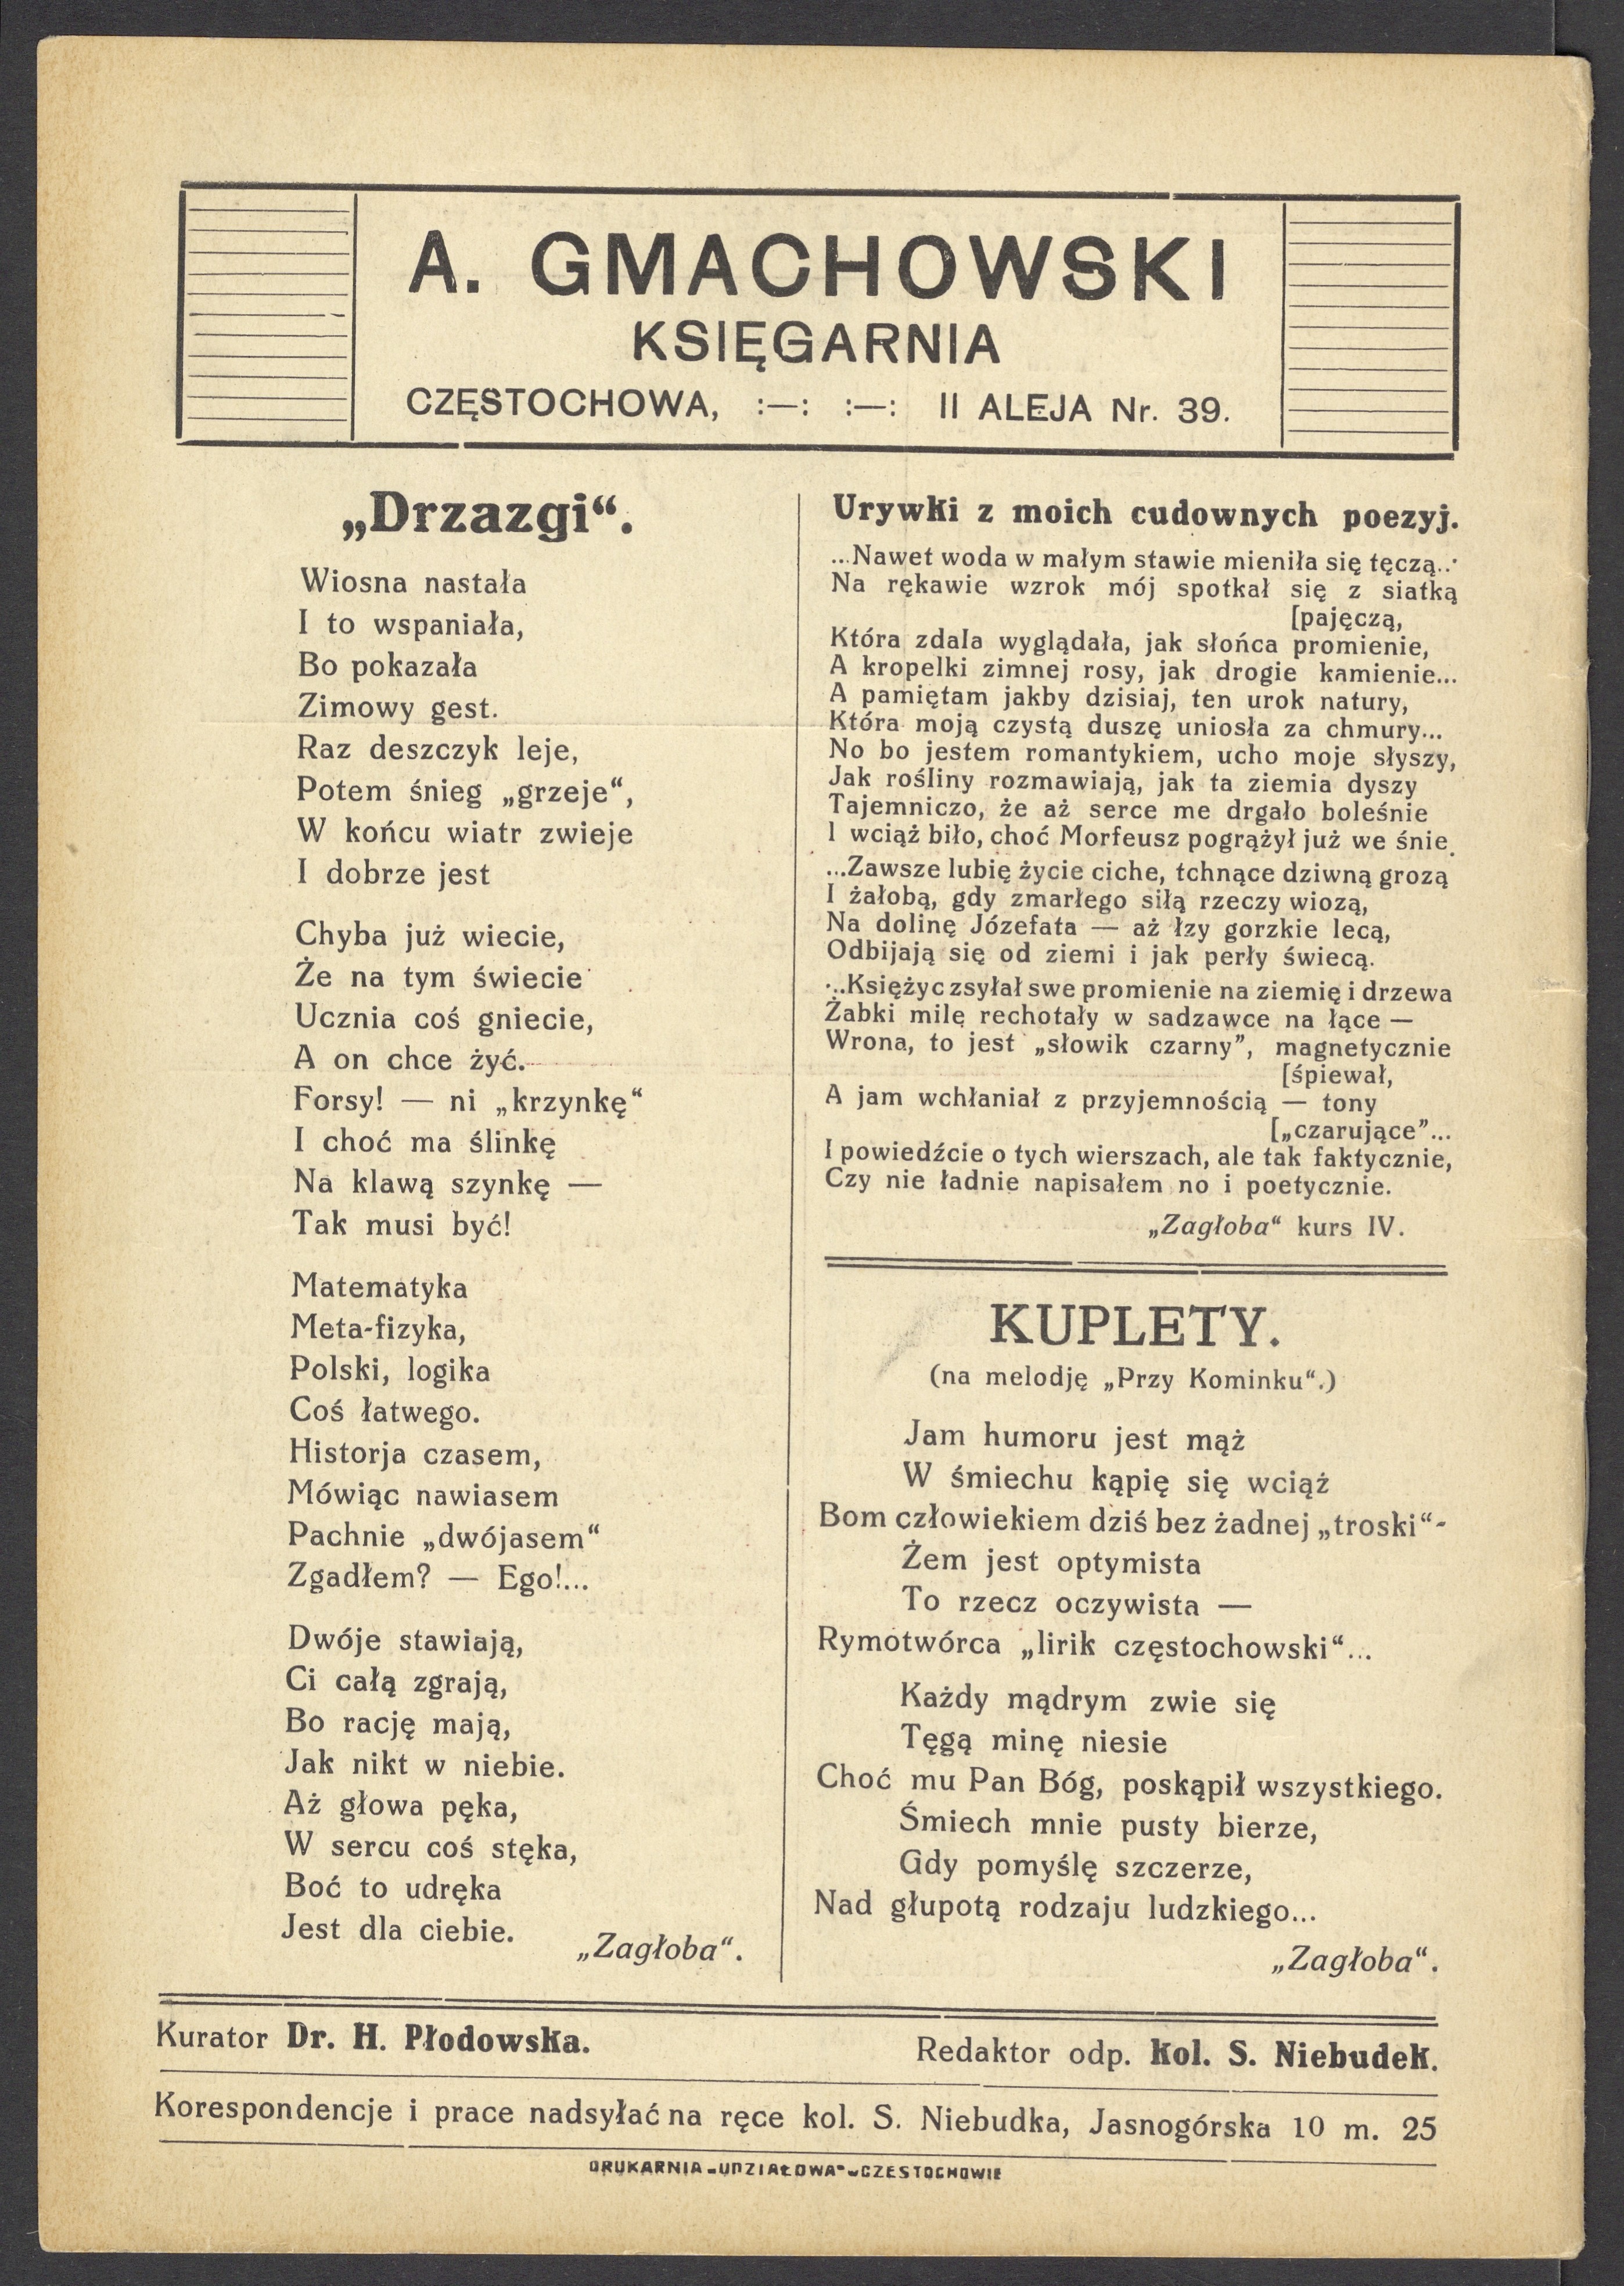 A. GMACHOWSKI
KSIĘGARNIA
CZĘSTOCHOWA, :—: :—: II ALEJA Nr. 39.
„Drzazgi“.
Wiosna nastała
I to wspaniała,
Bo pokazała
Zimowy gest.
Raz deszczyk leje,
Potem śnieg „grzeje“,
W końcu wiatr zwieje
I dobrze jest
Chyba już wiecie,
Że na tym świecie
Ucznia coś gniecie,
A on chce żyć.
Forsy! — ni „krzynkę“
I choć ma ślinkę
Na klawą szynkę —
Tak musi być!
Matematyka
Meta-fizyka,
Polski, logika
Coś łatwego.
Historja czasem,
Mówiąc nawiasem
Pachnie „dwójasem“
Zgadłem? — Ego!...
Dwóje stawiają,
Ci całą zgrają,
Bo rację mają,
Jak nikt w niebie.
Aż głowa pęka,
W sercu coś stęka,
Boć to udręka
Jest dla ciebie.
„Zagłoba“.
Urywki z moich cudownych poezyj.
...Nawet woda w małym stawie mieniła się tęczą...
Na rękawie wzrok mój spotkał się z siatką
[pajęczą,
Która zdala wyglądała, jak słońca promienie,
A kropelki zimnej rosy, jak drogie kamienie...
A pamiętam jakby dzisiaj, ten urok natury,
Która moją czystą duszę uniosła za chmury...
No bo jestem romantykiem, ucho moje słyszy,
Jak rośliny rozmawiają, jak ta ziemia dyszy
Tajemniczo, że aż serce me drgało boleśnie
I wciąż biło, choć Morfeusz pogrążył już we śnie.
...Zawsze lubię życie ciche, tchnące dziwną grozą
I żałobą, gdy zmarłego siłą rzeczy wiozą,
Na dolinę Józefata — aż łzy gorzkie lecą,
Odbijają się od ziemi i jak perły świecą.
...Księżyc zsyłał swe promienie na ziemię i drzewa
Żabki milę rechotały w sadzawce na łące —
Wrona, to jest „słowik czarny”, magnetycznie
[śpiewał,
A jam wchłaniał z przyjemnością — tony
[„czarujące”...
I powiedźcie o tych wierszach, ale tak faktycznie,
Czy nie ładnie napisałem no i poetycznie.
„Zagłoba“ kurs IV.
KUPLETY.
(na melodję „Przy Kominku“.)
Jam humoru jest mąż
W śmiechu kąpię się wciąż
Bom człowiekiem dziś bez żadnej „troski“-
Żem jest optymista
To rzecz oczywista —
Rymotwórca „lirik częstochowski“...
Każdy mądrym zwie się
Tęgą minę niesie
Choć mu Pan Bóg, poskąpił wszystkiego.
Śmiech mnie pusty bierze,
Gdy pomyślę szczerze,
Nad głupotą rodzaju ludzkiego...
„Zagłoba“.
Kurator Dr. H. Płodowska.
Redaktor odp. kol. S. Niebudek.
Korespondencje i prace nadsyłać na ręce kol. S. Niebudka, Jasnogórska 10 m. 25
DRUKARNIA „UDZIAŁOWA“ w CZESTOCHOWIE